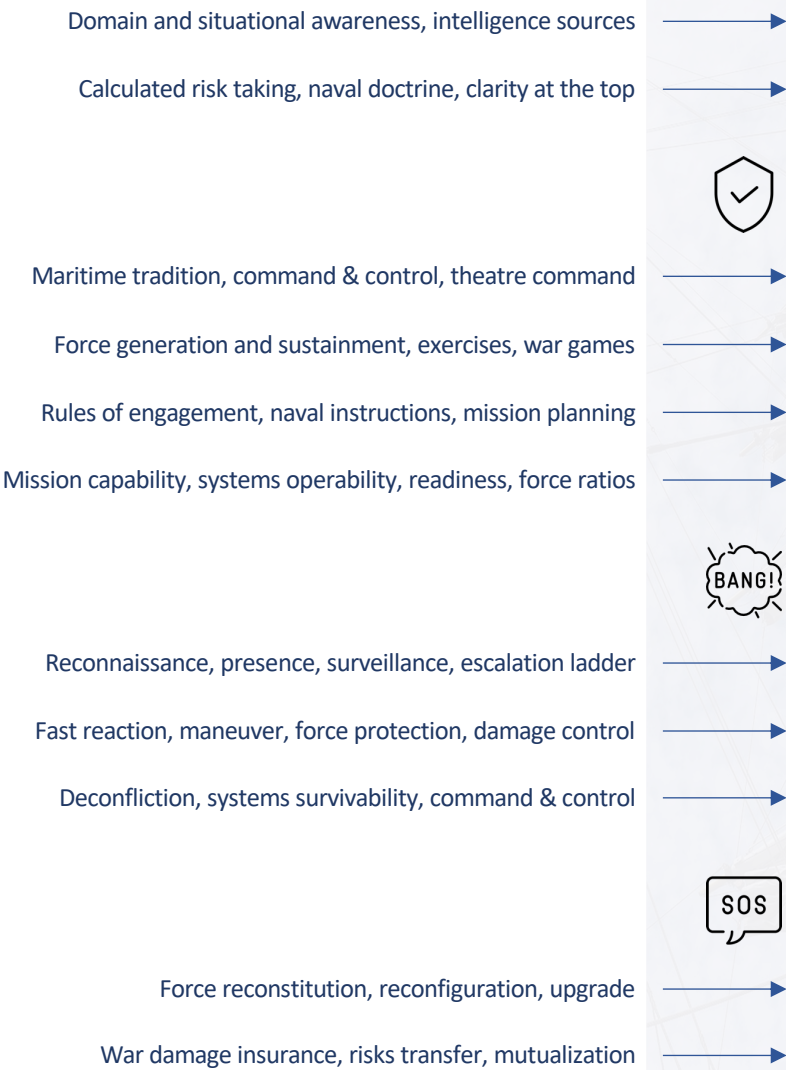 Domain and situational awareness, intelligence sources
Calculated risk taking, naval doctrine, clarity at the top
Maritime tradition, command & control, theatre command
Force generation and sustainment, exercises, war games
Rules of engagement, naval instructions, mission planning
Mission capability, systems operability, readiness, force ratios
BANG!
Reconnaissance, presence, surveillance, escalation ladder
Fast reaction, maneuver, force protection, damage control
Deconfliction, systems survivability, command & control
SOS
Force reconstitution, reconfiguration, upgrade
War damage insurance, risks transfer, mutualization